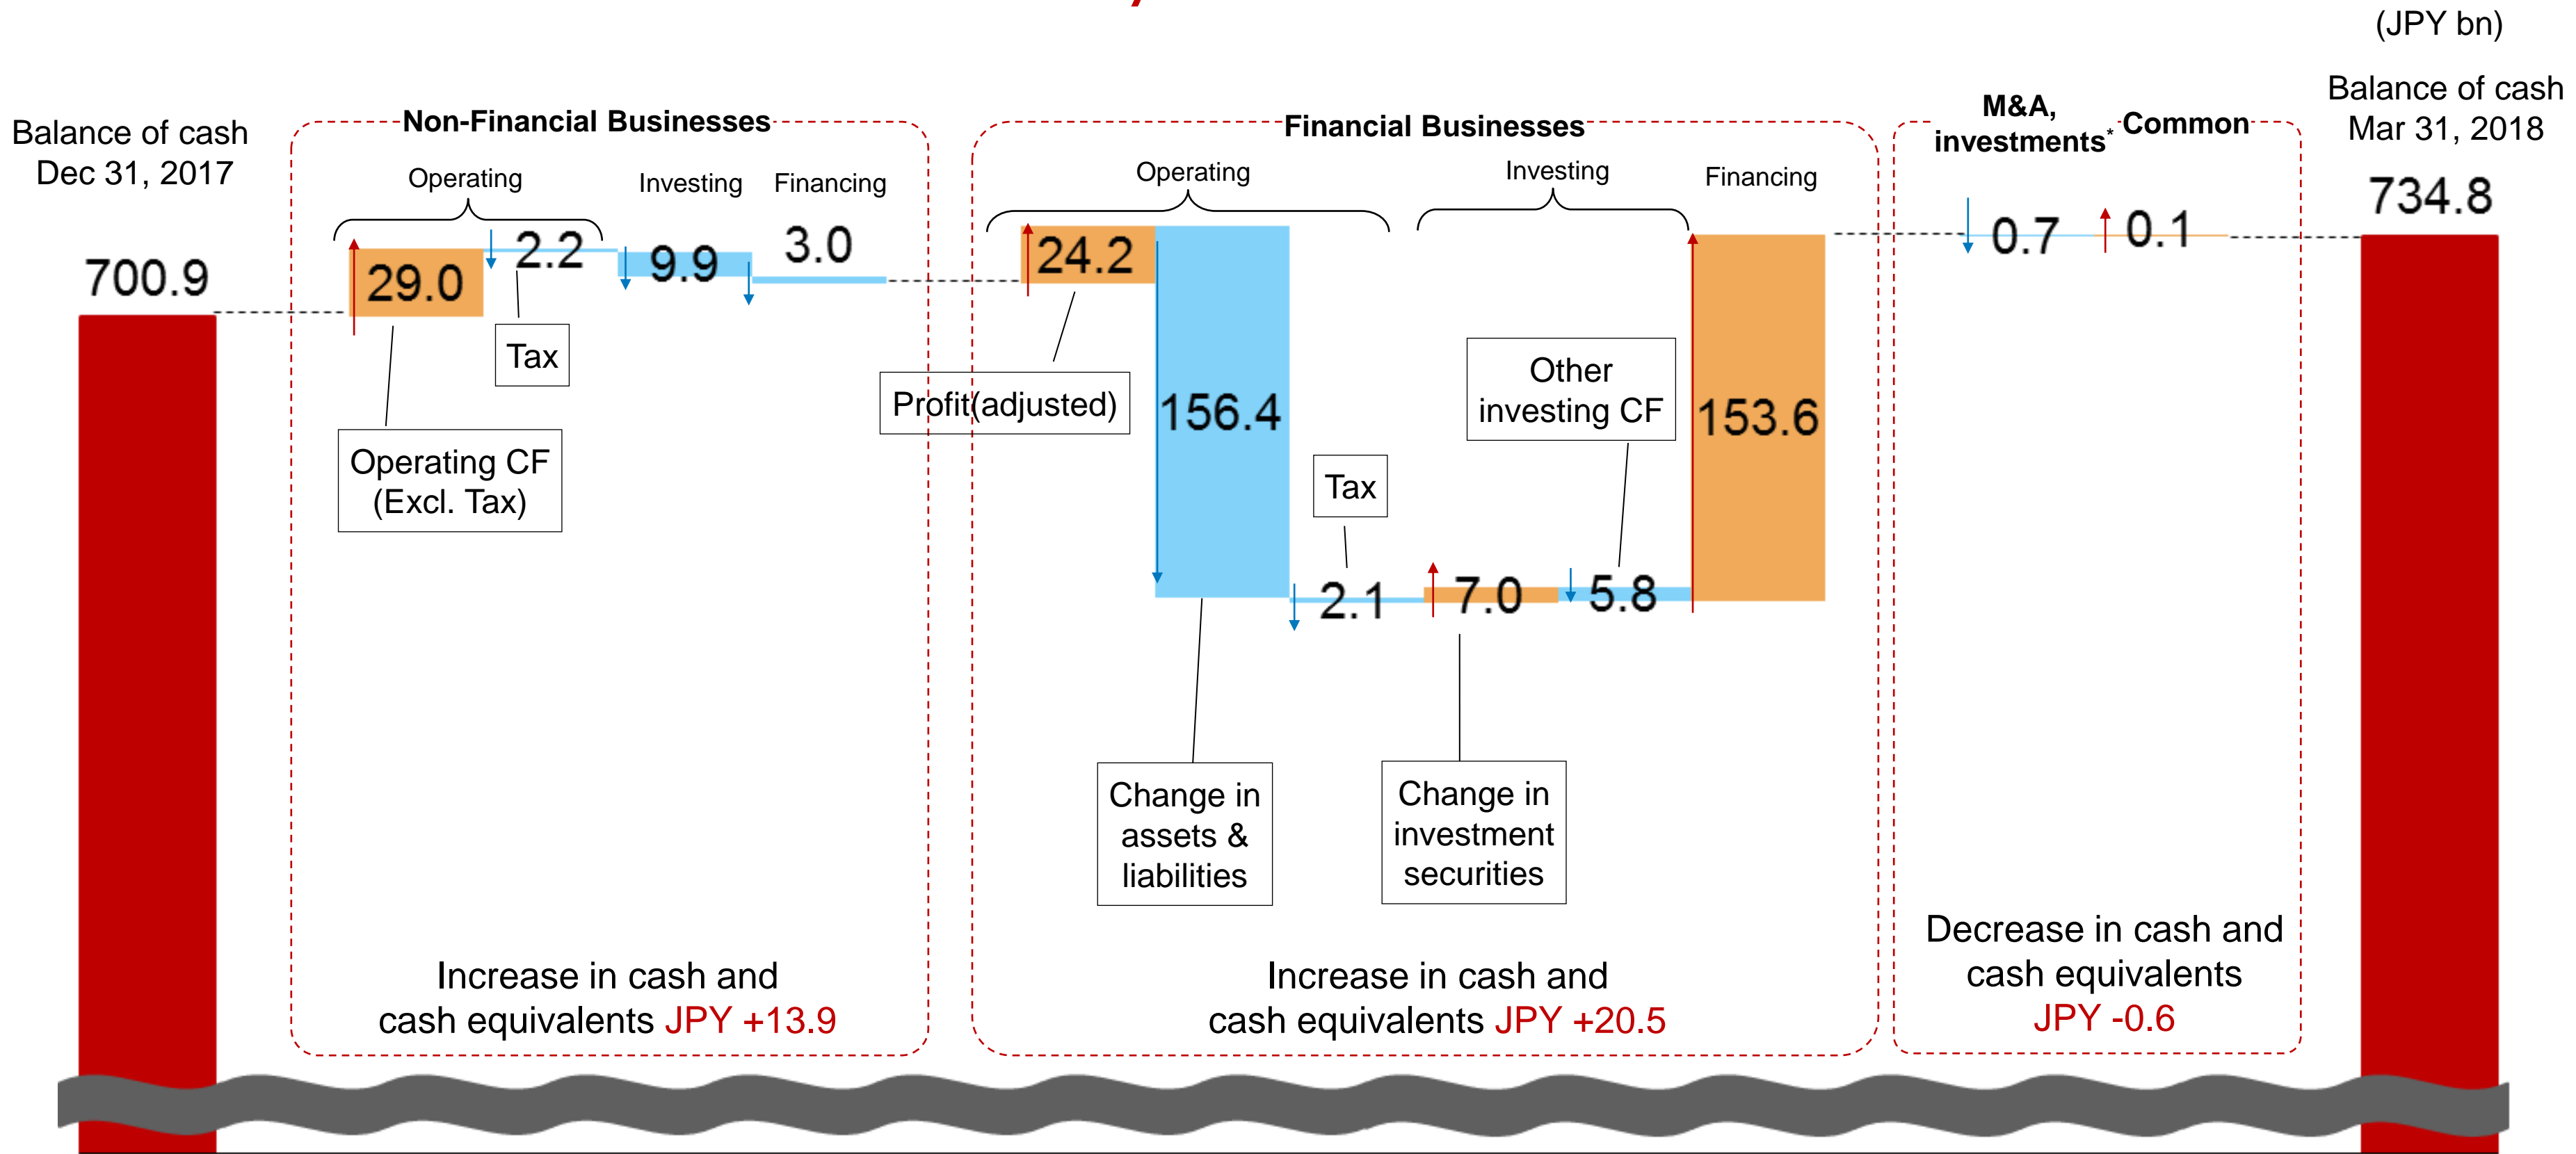 (JPY bn)
Balance of cash
Dec 31, 2017
700.9
Non-Financial Businesses
Operating
Investing
Financing
29.0
2.2
9.9
3.0
Tax
Operating CF
(Excl. Tax)
Increase in cash and
cash equivalents JPY +13.9
Financial Businesses
Operating
Investing
Financing
24.2
156.4
2.1
7.0
5.8
153.6
Profit(adjusted)
Tax
Other
investing CF
Change in
assets &
liabilities
Change in
investment
securities
Increase in cash and
cash equivalents JPY +20.5
M&A,
investments*
Common
0.7
0.1
Decrease in cash and
cash equivalents
JPY -0.6
Balance of cash
Mar 31, 2018
734.8